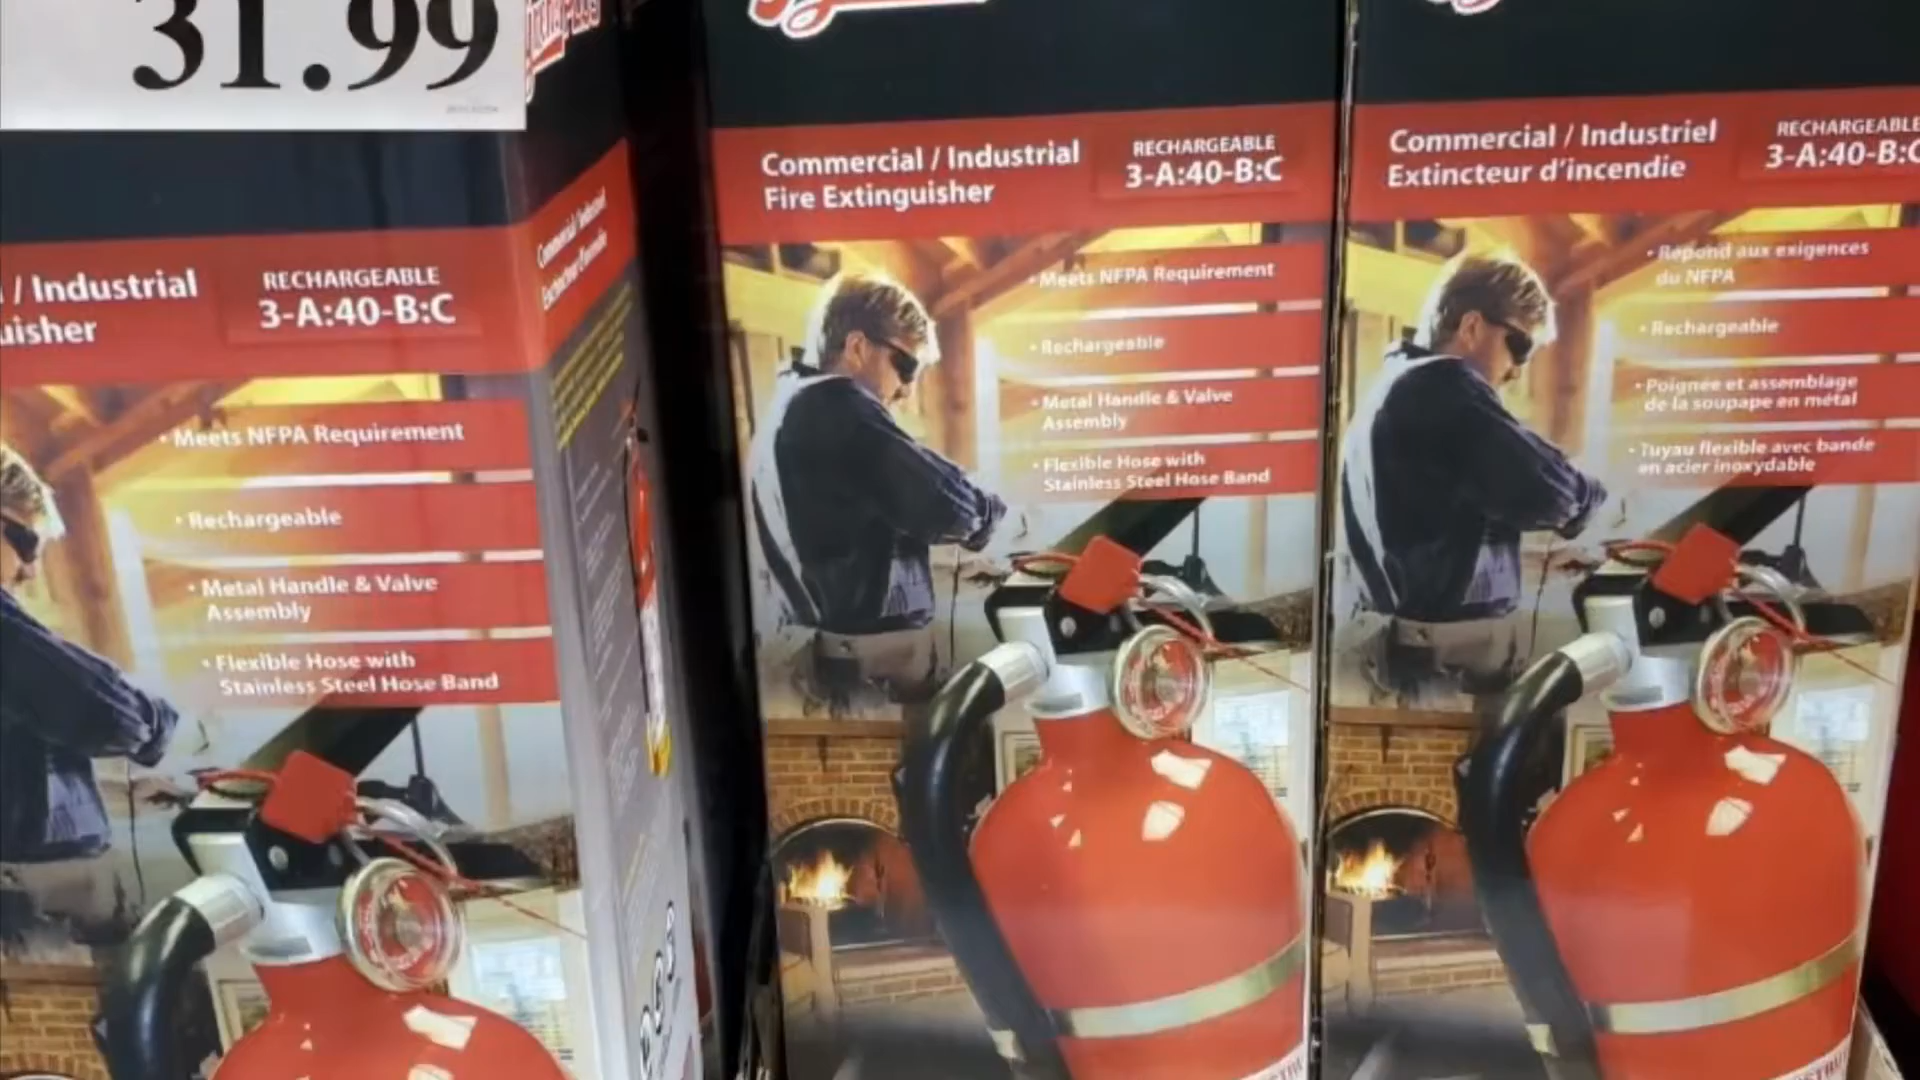 31.99
/ Industrial
RECHARGEABLE
3-A:40-B:C
• Meets NFPA Requirement
• Rechargeable
• Metal Handle & Valve
Assembly
• Flexible Hose with
Stainless Steel Hose Band
Commercial / Industrial
Fire Extinguisher
RECHARGEABLE
3-A:40-B:C
• Meets NFPA Requirement
• Rechargeable
• Metal Handle & Valve
Assembly
• Flexible Hose with
Stainless Steel Hose Band
Commercial / Industriel
Extincteur d'incendie
RECHARGEABLE
3-A:40-B:C
• Répond aux exigences
du NFPA
• Rechargeable
• Poignée et assemblage
de la soupape en métal
• Tuyau flexible avec bande
en acier inoxydable